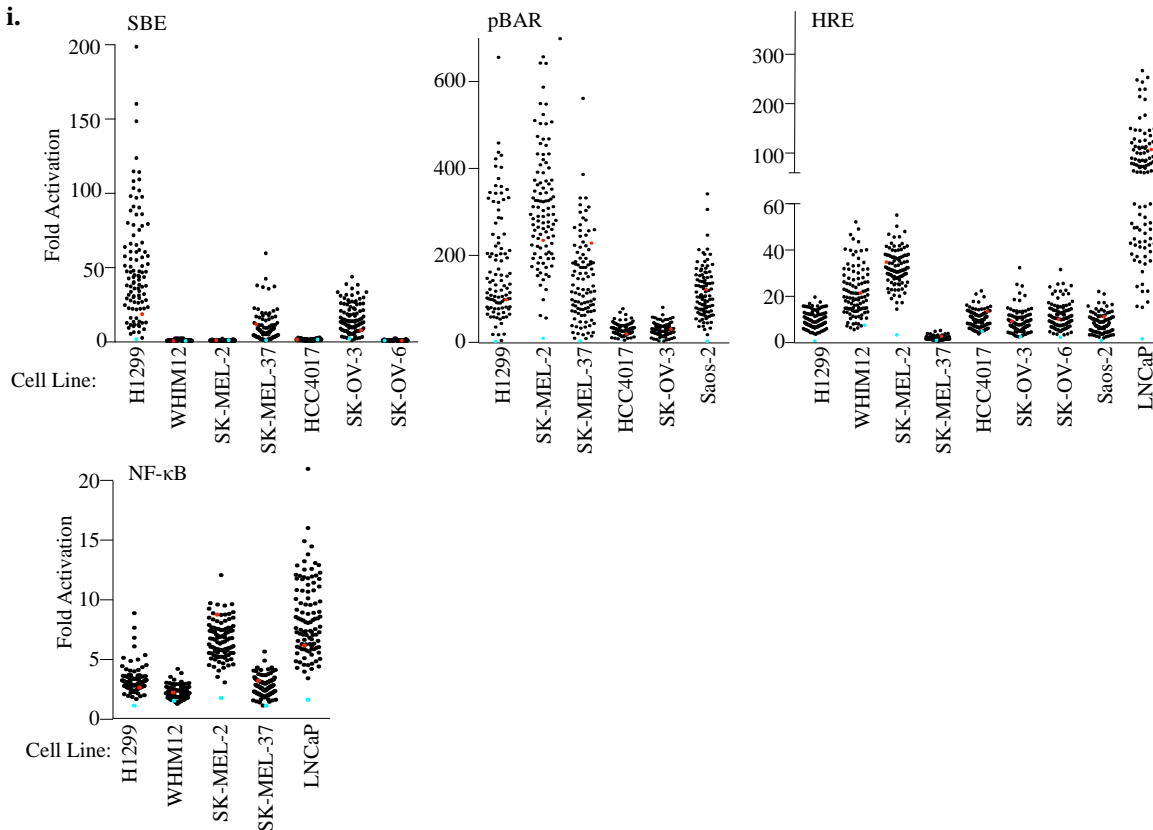 i.
SBE
Fold Activation
200
150
100
50
0
Cell Line:
H1299
WHIM12
SK-MEL-2
SK-MEL-37
HCC4017
SK-OV-3
SK-OV-6
pBAR
600
400
200
0
H1299
SK-MEL-2
SK-MEL-37
HCC4017
SK-OV-3
Saos-2
HRE
300
200
100
60
40
20
0
H1299
WHIM12
SK-MEL-2
SK-MEL-37
HCC4017
SK-OV-3
SK-OV-6
Saos-2
LNCaP
NF-κB
Fold Activation
20
15
10
5
0
Cell Line:
H1299
WHIM12
SK-MEL-2
SK-MEL-37
LNCaP